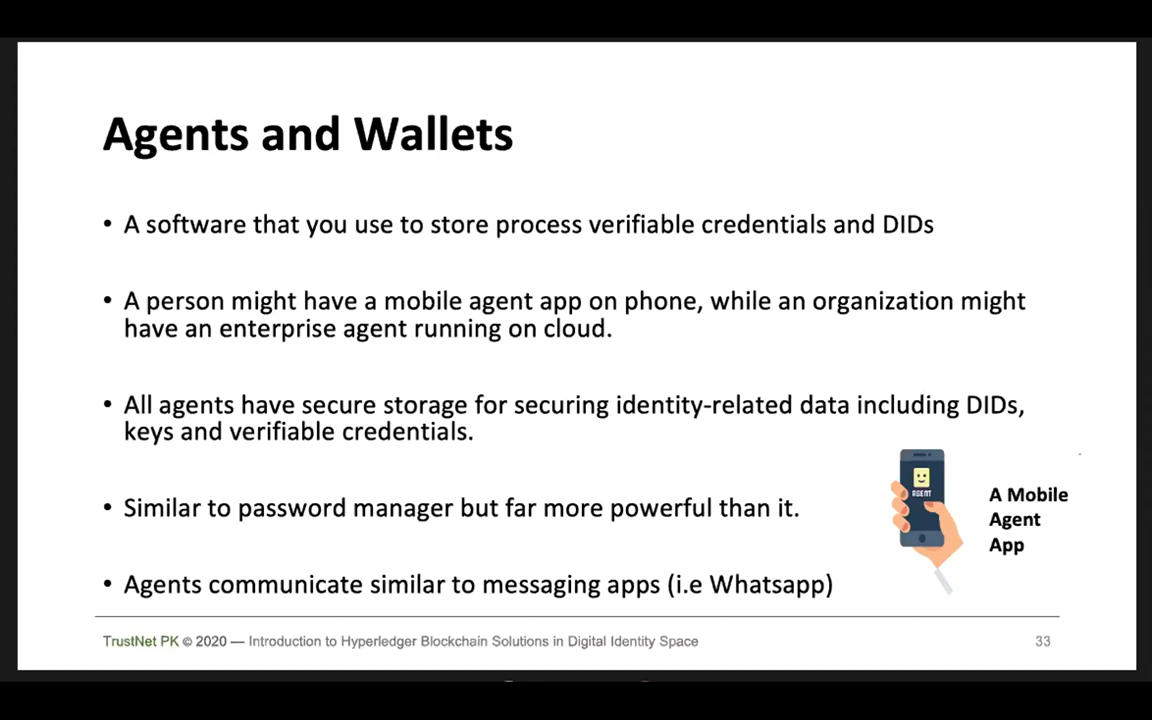 Agents and Wallets
• A software that you use to store process verifiable credentials and DIDs
• A person might have a mobile agent app on phone, while an organization might
have an enterprise agent running on cloud.
• All agents have secure storage for securing identity-related data including DIDs,
keys and verifiable credentials.
• Similar to password manager but far more powerful than it.
AGENT
A Mobile
Agent
App
• Agents communicate similar to messaging apps (i.e Whatsapp)
TrustNet PK © 2020 — Introduction to Hyperledger Blockchain Solutions in Digital Identity Space
33